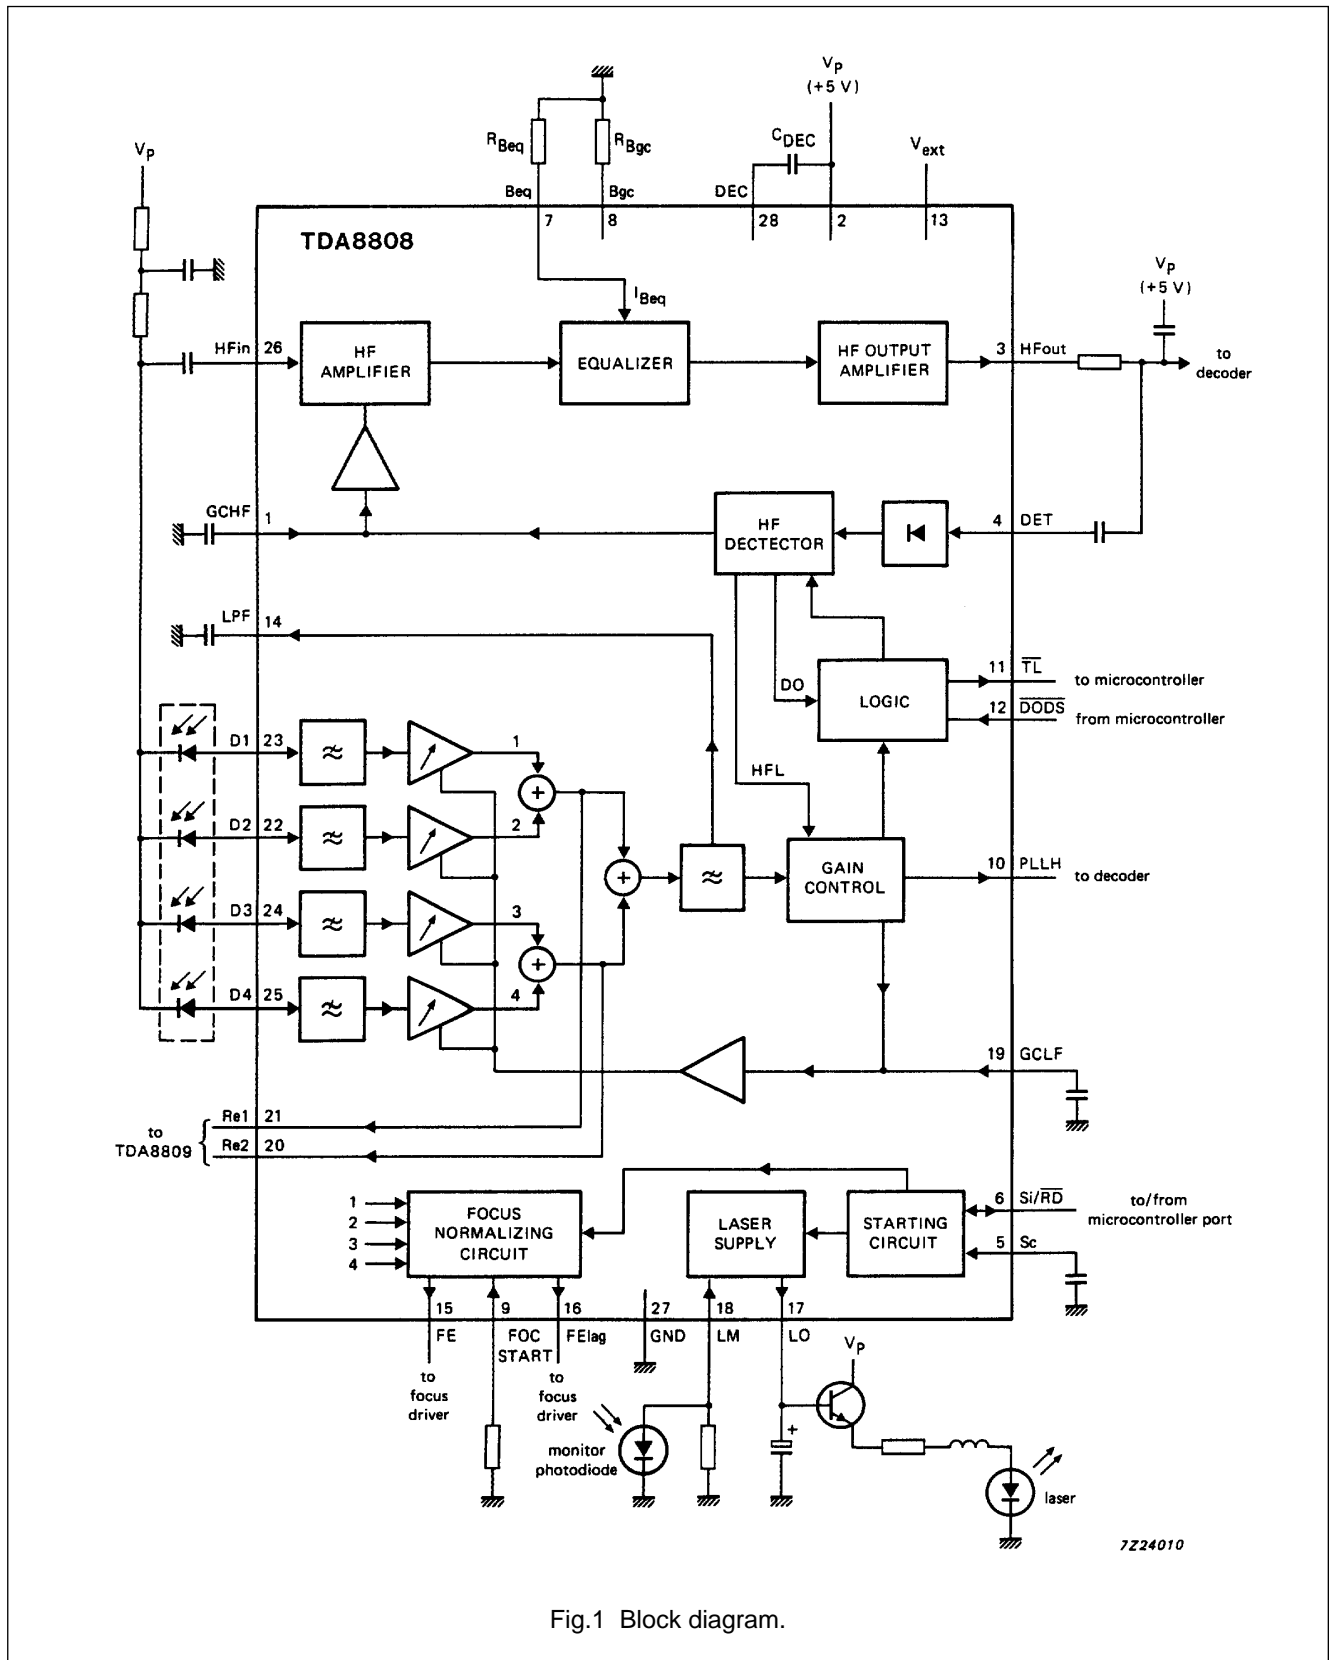 Vp
(+5 V)
CDEC
RBeq
RBgc
Vp
Vext
Beq
Bgc
DEC
7
8
28
2
13
TDA8808
IBeq
Vp
(+5 V)
HFin
26
HF
AMPLIFIER
EQUALIZER
HF OUTPUT
AMPLIFIER
3
HFout
to
decoder
GCHF
1
HF
DECTECTOR
4
DET
LPF
14
DO
LOGIC
11
TL
to microcontroller
12
DODS
from microcontroller
D1
23
≈
1
+
HFL
D2
22
≈
2
+
≈
GAIN
CONTROL
10
PLLH
to decoder
D3
24
≈
3
+
D4
25
≈
4
19
GCLF
to
TDA8809
Re1
21
Re2
20
1
2
3
4
FOCUS
NORMALIZING
CIRCUIT
LASER
SUPPLY
STARTING
CIRCUIT
6
Si/RD
to/from
microcontroller port
5
Sc
15
9
16
27
18
17
FE
FOC
START
FElag
GND
LM
LO
Vp
to
focus
driver
to
focus
driver
monitor
photodiode
+
laser
7Z24010
Fig.1 Block diagram.